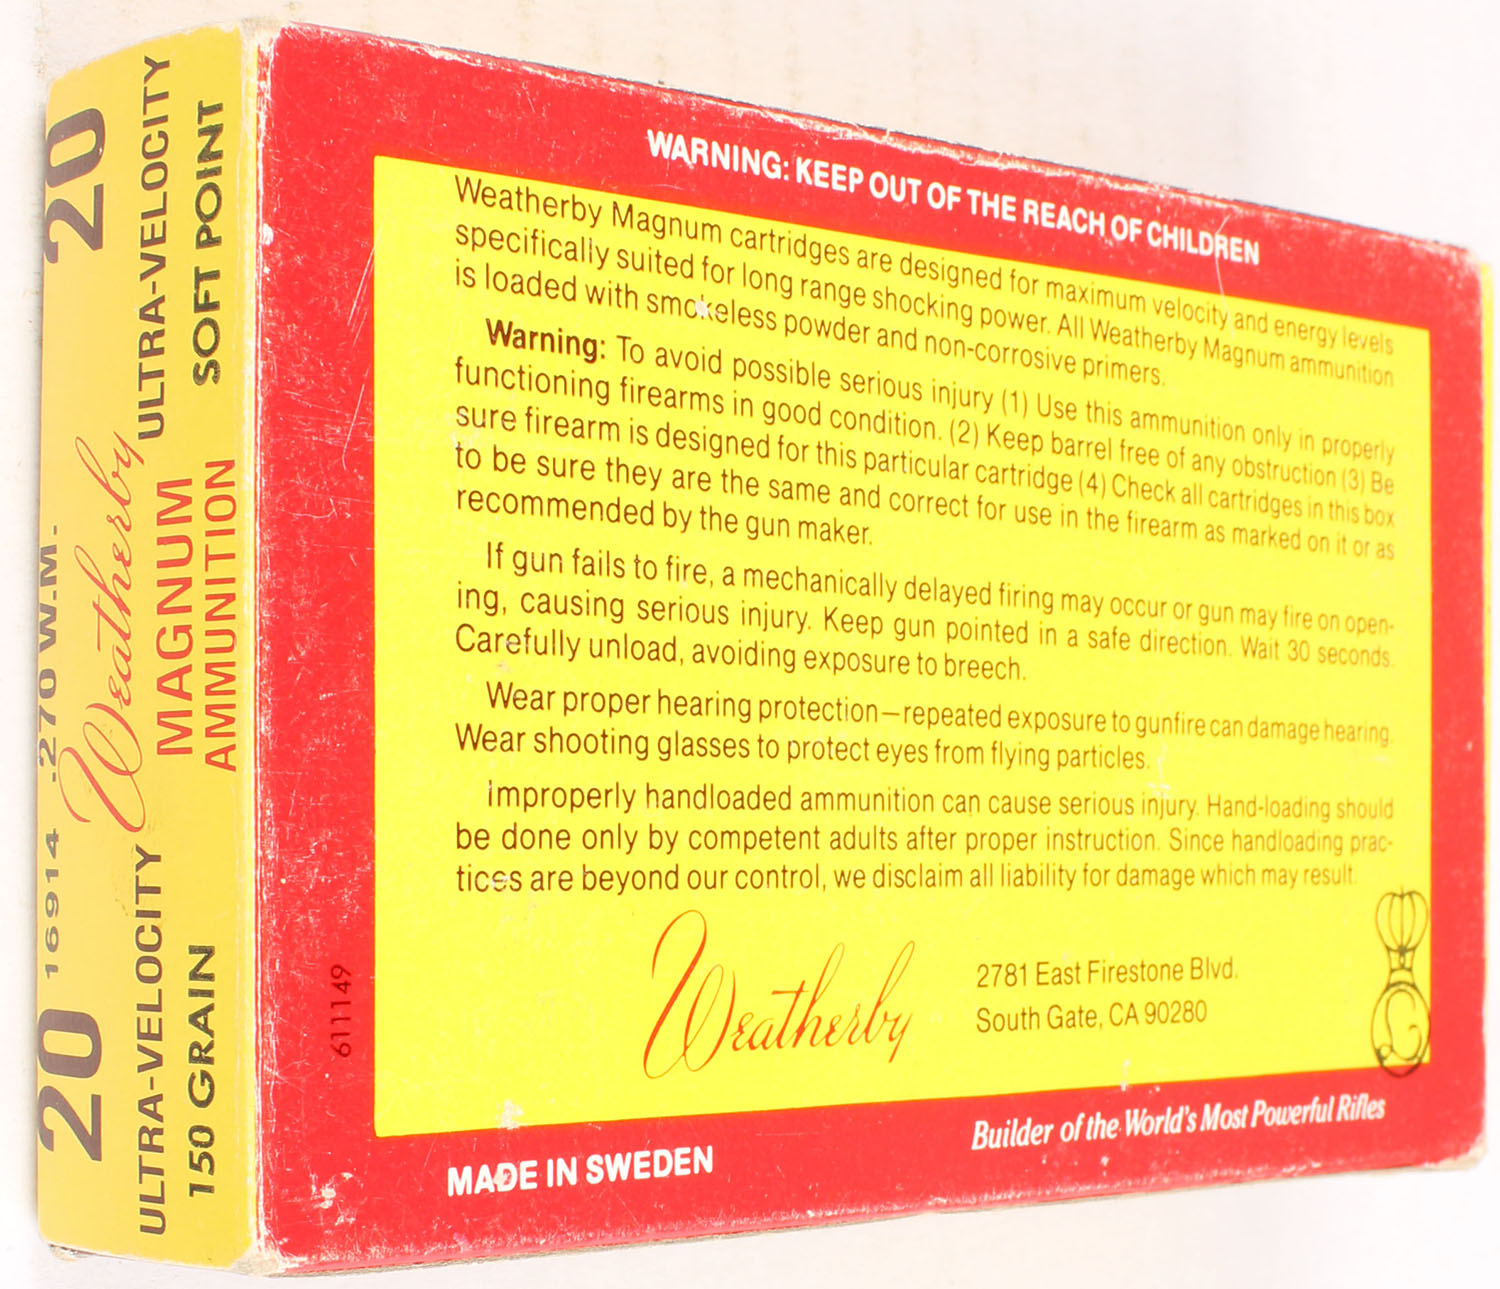 20 16914 .270 W.M. 20
Weatherby
ULTRA-VELOCITY ULTRA-VELOCITY
MAGNUM
150 GRAIN SOFT POINT
AMMUNITION
WARNING: KEEP OUT OF THE REACH OF CHILDREN
Weatherby Magnum cartridges are designed for maximum velocity and energy levels
specifically suited for long range shocking power. All Weatherby Magnum ammunition
is loaded with smokeless powder and non-corrosive primers.
Warning: To avoid possible serious injury (1) Use this ammunition only in properly
functioning firearms in good condition. (2) Keep barrel free of any obstruction (3) Be
sure firearm is designed for this particular cartridge (4) Check all cartridges in this box
to be sure they are the same and correct for use in the firearm as marked on it or as
recommended by the gun maker.
If gun fails to fire, a mechanically delayed firing may occur or gun may fire on open-
ing, causing serious injury. Keep gun pointed in a safe direction. Wait 30 seconds.
Carefully unload, avoiding exposure to breech.
Wear proper hearing protection—repeated exposure to gunfire can damage hearing.
Wear shooting glasses to protect eyes from flying particles.
Improperly handloaded ammunition can cause serious injury. Hand-loading should
be done only by competent adults after proper instruction. Since handloading prac-
tices are beyond our control, we disclaim all liability for damage which may result.
611149
Weatherby
2781 East Firestone Blvd.
South Gate, CA 90280
MADE IN SWEDEN
Builder of the World's Most Powerful Rifles